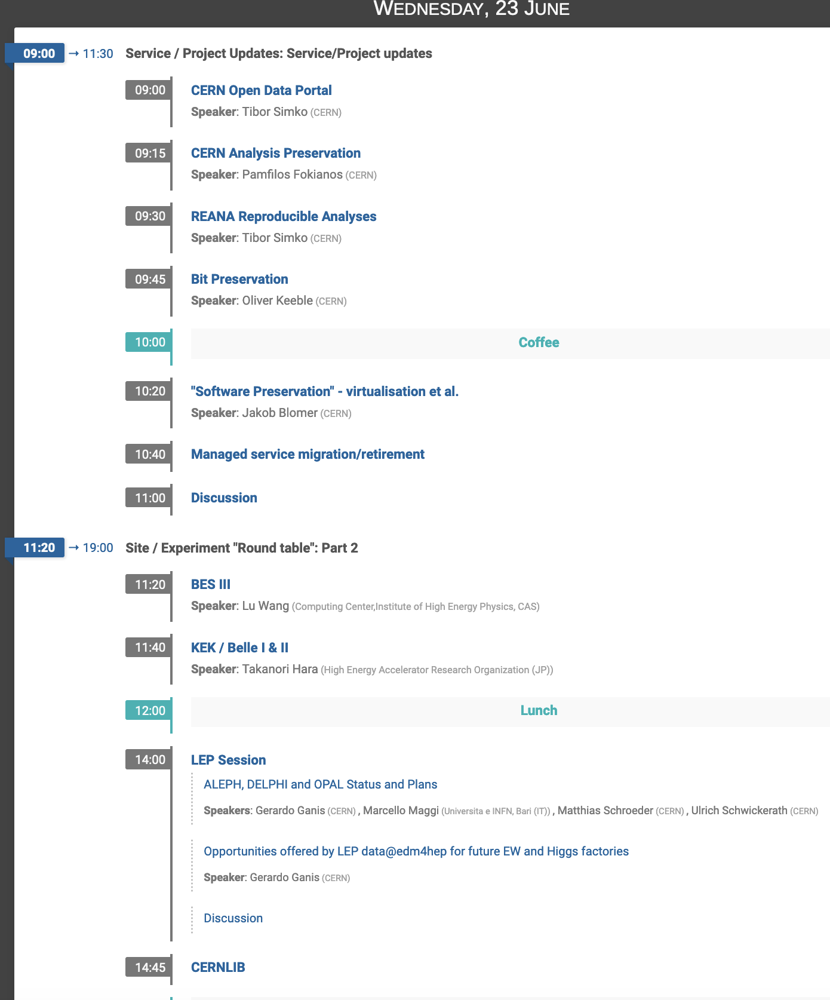 Wednesday, 23 June
09:00 → 11:30 Service / Project Updates: Service/Project updates
09:00 CERN Open Data Portal
Speaker: Tibor Simko (CERN)
09:15 CERN Analysis Preservation
Speaker: Pamfilos Fokianos (CERN)
09:30 REANA Reproducible Analyses
Speaker: Tibor Simko (CERN)
09:45 Bit Preservation
Speaker: Oliver Keeble (CERN)
10:00 Coffee
10:20 "Software Preservation" - virtualisation et al.
Speaker: Jakob Blomer (CERN)
10:40 Managed service migration/retirement
11:00 Discussion
11:20 → 19:00 Site / Experiment "Round table": Part 2
11:20 BES III
Speaker: Lu Wang (Computing Center,Institute of High Energy Physics, CAS)
11:40 KEK / Belle I & II
Speaker: Takanori Hara (High Energy Accelerator Research Organization (JP))
12:00 Lunch
14:00 LEP Session
ALEPH, DELPHI and OPAL Status and Plans
Speakers: Gerardo Ganis (CERN) , Marcello Maggi (Universita e INFN, Bari (IT)) , Matthias Schroeder (CERN) , Ulrich Schwickerath (CERN)
Opportunities offered by LEP data@edm4hep for future EW and Higgs factories
Speaker: Gerardo Ganis (CERN)
Discussion
14:45 CERNLIB